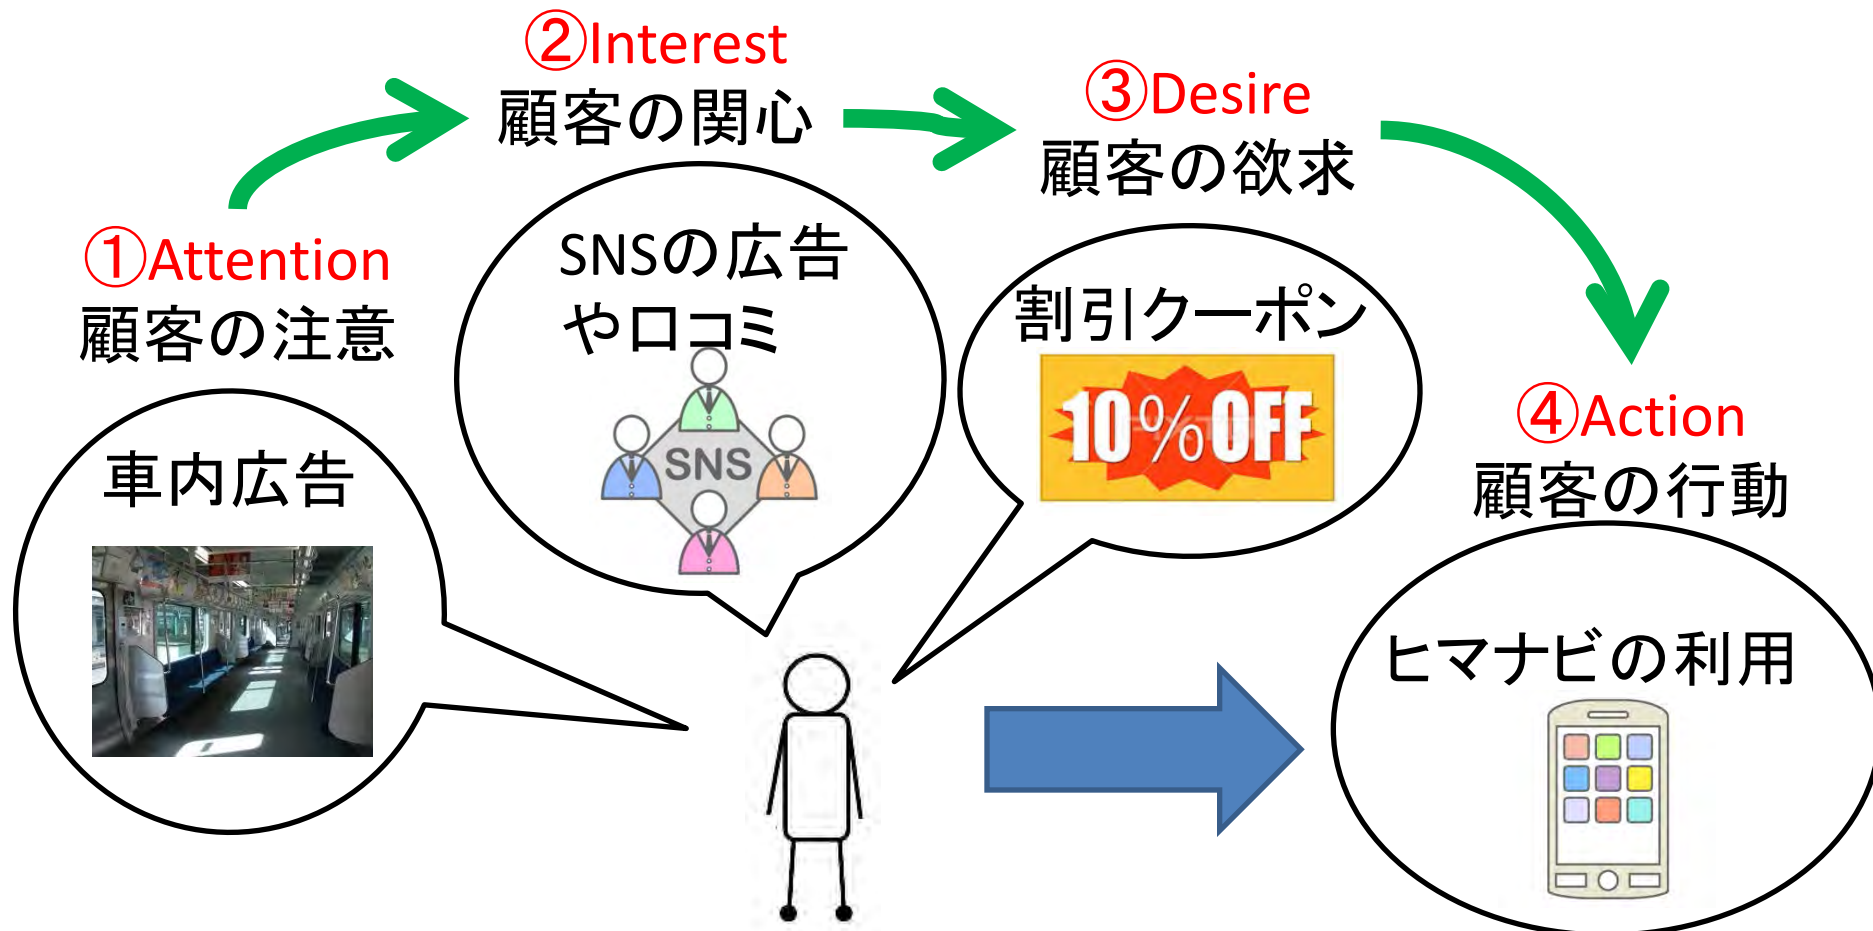 ①Attention
顧客の注意
車内広告
②Interest
顧客の関心
SNSの広告
や口コミ
SNS
③Desire
顧客の欲求
割引クーポン
10%OFF
④Action
顧客の行動
ヒマナビの利用